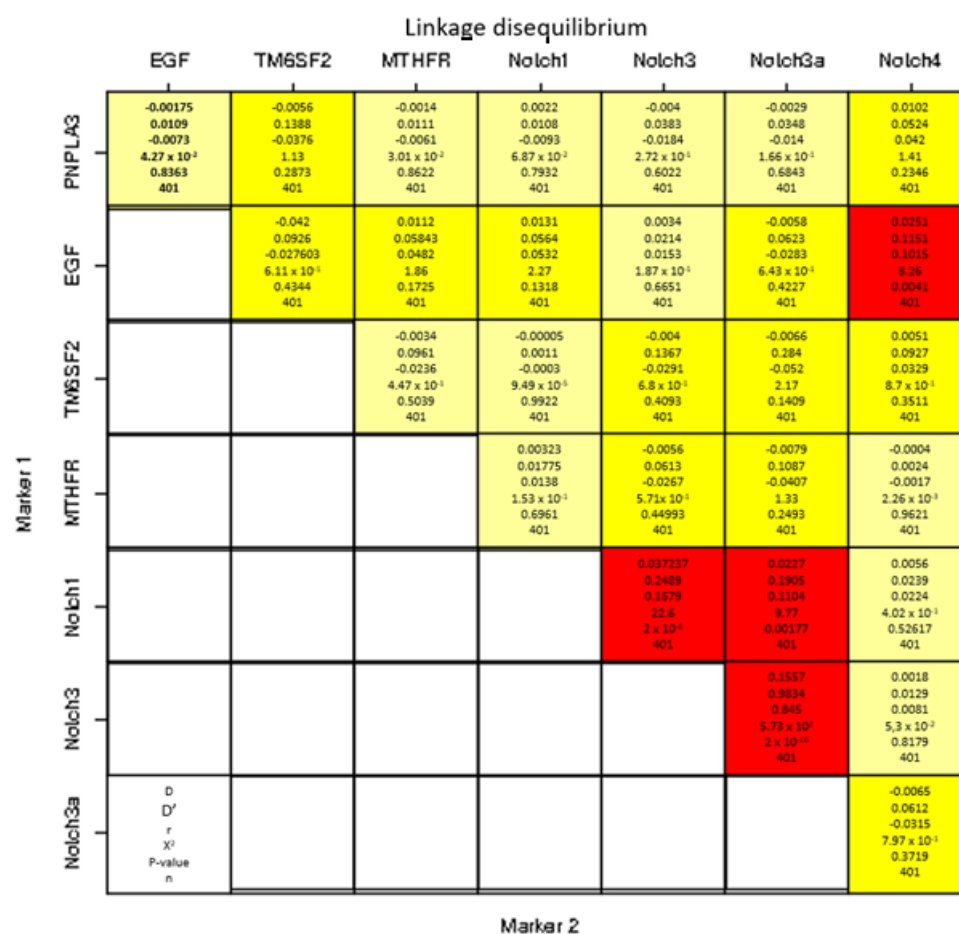 Linkage disequilibrium
EGF TM6SF2 MTHFR Nolch1 Nolch3 Nolch3a Nolch4
PNPLA3
-0.00175 -0.0056 -0.0014 0.0022 -0.004 -0.0029 0.0102
0.0109 0.1388 0.0111 0.0108 0.0383 0.0348 0.0524
-0.0073 -0.0376 -0.0061 -0.0093 -0.0184 -0.014 0.042
4.27 x 10⁻² 1.13 3.01 x 10⁻² 6.87 x 10⁻² 2.72 x 10⁻¹ 1.66 x 10⁻¹ 1.41
0.8363 0.2873 0.8622 0.7932 0.6022 0.6843 0.2346
401 401 401 401 401 401 401
EGF
-0.042 0.0112 0.0131 0.0034 -0.0058 0.0251
0.0926 0.05843 0.0564 0.0214 0.0623 0.1151
-0.027603 0.0482 0.0532 0.0153 -0.0283 0.1015
6.11 x 10⁻¹ 1.86 2.27 1.87 x 10⁻¹ 6.43 x 10⁻¹ 8.26
0.4344 0.1725 0.1318 0.6651 0.4227 0.0041
401 401 401 401 401 401
TM6SF2
-0.0034 -0.00005 -0.004 -0.0066 0.0051
0.0961 0.0011 0.1367 0.284 0.0927
-0.0236 -0.0003 -0.0291 -0.052 0.0329
4.47 x 10⁻¹ 9.49 x 10⁻⁵ 6.8 x 10⁻¹ 2.17 8.7 x 10⁻¹
0.5039 0.9922 0.4093 0.1409 0.3511
401 401 401 401 401
Marker 1
MTHFR
0.00323 -0.0056 -0.0079 -0.0004
0.01775 0.0613 0.1087 0.0024
0.0138 -0.0267 -0.0407 -0.0017
1.53 x 10⁻¹ 5.71x 10⁻¹ 1.33 2.26 x 10⁻³
0.6961 0.44993 0.2493 0.9621
401 401 401 401
Nolch1
0.037237 0.0227 0.0056
0.2489 0.1905 0.0239
0.1679 0.1104 0.0224
22.6 9.77 4.02 x 10⁻¹
2 x 0.00177 0.52617
401 401 401
Nolch3
0.1557 0.0018
0.9834 0.0129
0.845 0.0081
5.73 x 10² 5,3 x 10⁻²
2 x 10⁻¹⁶ 0.8179
401 401
Nolch3a
D -0.0065
D′ 0.0612
r -0.0315
X² 7.97 x 10⁻¹
P-value 0.3719
n 401
Marker 2